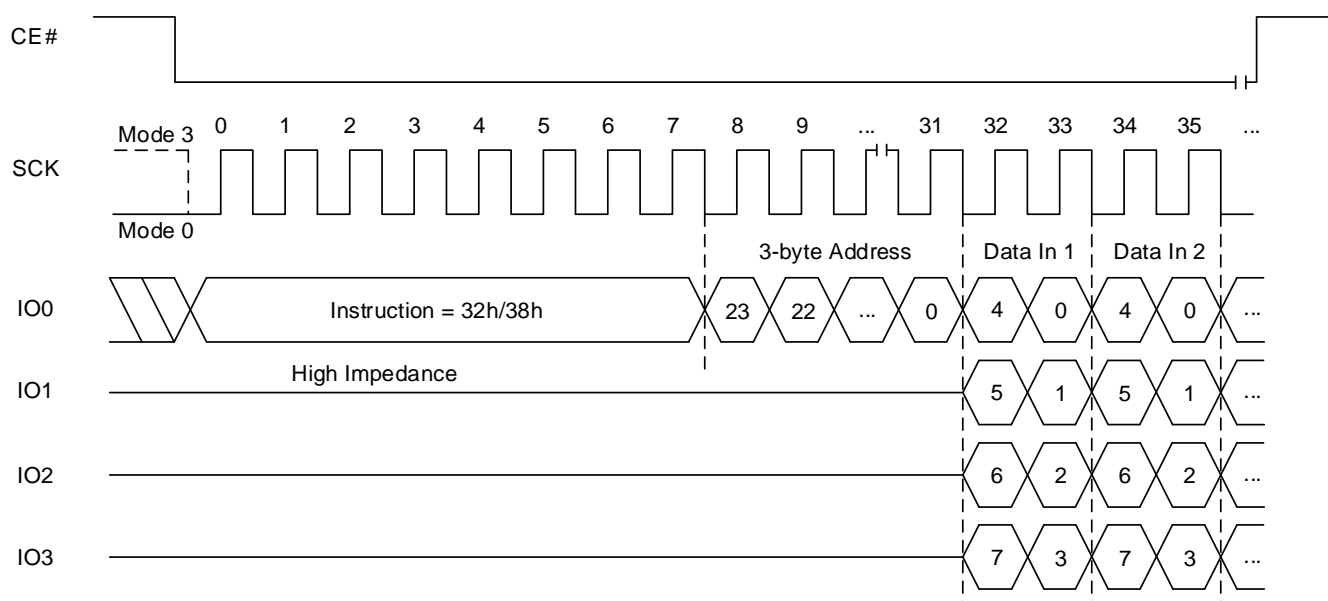 CE#
Mode 3 0 1 2 3 4 5 6 7 8 9 ... 31 32 33 34 35 ...
SCK
Mode 0
3-byte Address Data In 1 Data In 2
IO0 Instruction = 32h/38h 23 22 ... 0 4 0 4 0 ...
High Impedance
IO1 5 1 5 1 ...
IO2 6 2 6 2 ...
IO3 7 3 7 3 ...